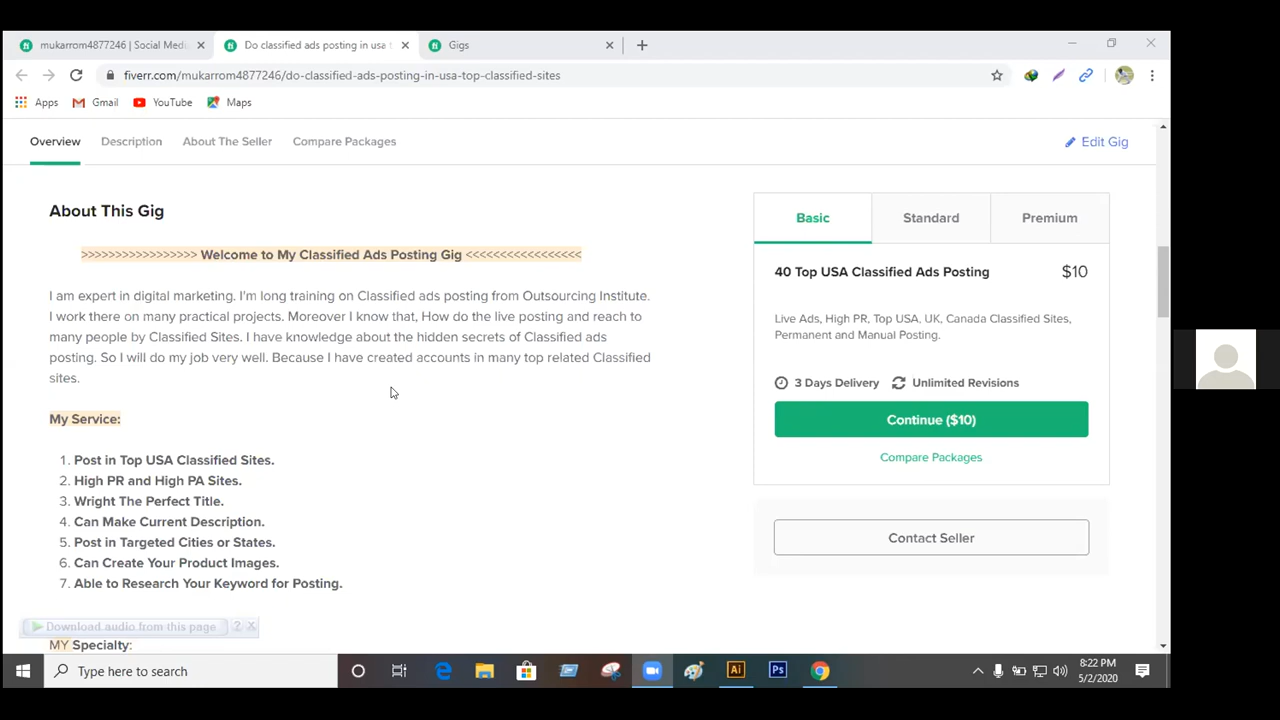 mukarrom4877246 | Social Medi
Do classified ads posting in usa t
Gigs
fiverr.com/mukarrom4877246/do-classified-ads-posting-in-usa-top-classified-sites
Apps
Gmail
YouTube
Maps
Overview
Description
About The Seller
Compare Packages
Edit Gig
About This Gig
>>>>>>>>>>>>>>>>> Welcome to My Classified Ads Posting Gig <<<<<<<<<<<<<<<<<
I am expert in digital marketing. I'm long training on Classified ads posting from Outsourcing Institute.
I work there on many practical projects. Moreover I know that, How do the live posting and reach to
many people by Classified Sites. I have knowledge about the hidden secrets of Classified ads
posting. So I will do my job very well. Because I have created accounts in many top related Classified
sites.
My Service:
1. Post in Top USA Classified Sites.
2. High PR and High PA Sites.
3. Wright The Perfect Title.
4. Can Make Current Description.
5. Post in Targeted Cities or States.
6. Can Create Your Product Images.
7. Able to Research Your Keyword for Posting.
Download audio from this page ? X
MY Specialty:
Basic
Standard
Premium
40 Top USA Classified Ads Posting $10
Live Ads, High PR, Top USA, UK, Canada Classified Sites,
Permanent and Manual Posting.
3 Days Delivery Unlimited Revisions
Continue ($10)
Compare Packages
Contact Seller
Type here to search
Ai
Ps
8:22 PM
5/2/2020